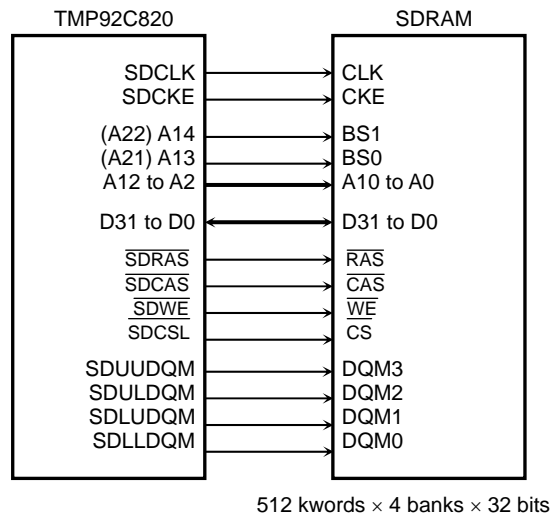 TMP92C820 SDRAM
SDCLK CLK
SDCKE CKE
(A22) A14 BS1
(A21) A13 BS0
A12 to A2 A10 to A0
D31 to D0 D31 to D0
SDRAS RAS
SDCAS CAS
SDWE WE
SDCSL CS
SDUUDQM DQM3
SDULDQM DQM2
SDLUDQM DQM1
SDLLDQM DQM0
512 kwords × 4 banks × 32 bits